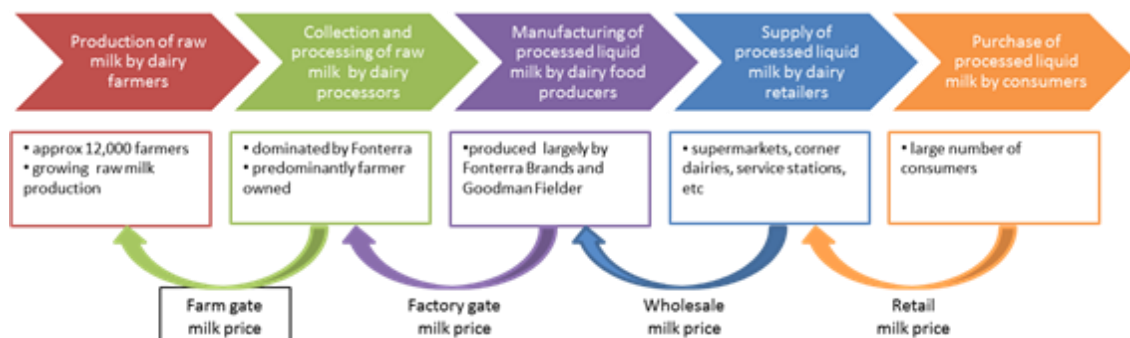 Production of raw
milk by dairy
farmers
Collection and
processing of raw
milk by dairy
processors
Manufacturing of
processed liquid
milk by dairy food
producers
Supply of
processed liquid
milk by dairy
retailers
Purchase of
processed liquid
milk by consumers
• approx 12,000 farmers
• growing raw milk
production
• dominated by Fonterra
• predominantly farmer
owned
•produced largely by
Fonterra Brands and
Goodman Fielder
• supermarkets, corner
dairies, service stations,
etc
• large number of
consumers
Farm gate
milk price
Factory gate
milk price
Wholesale
milk price
Retail
milk price